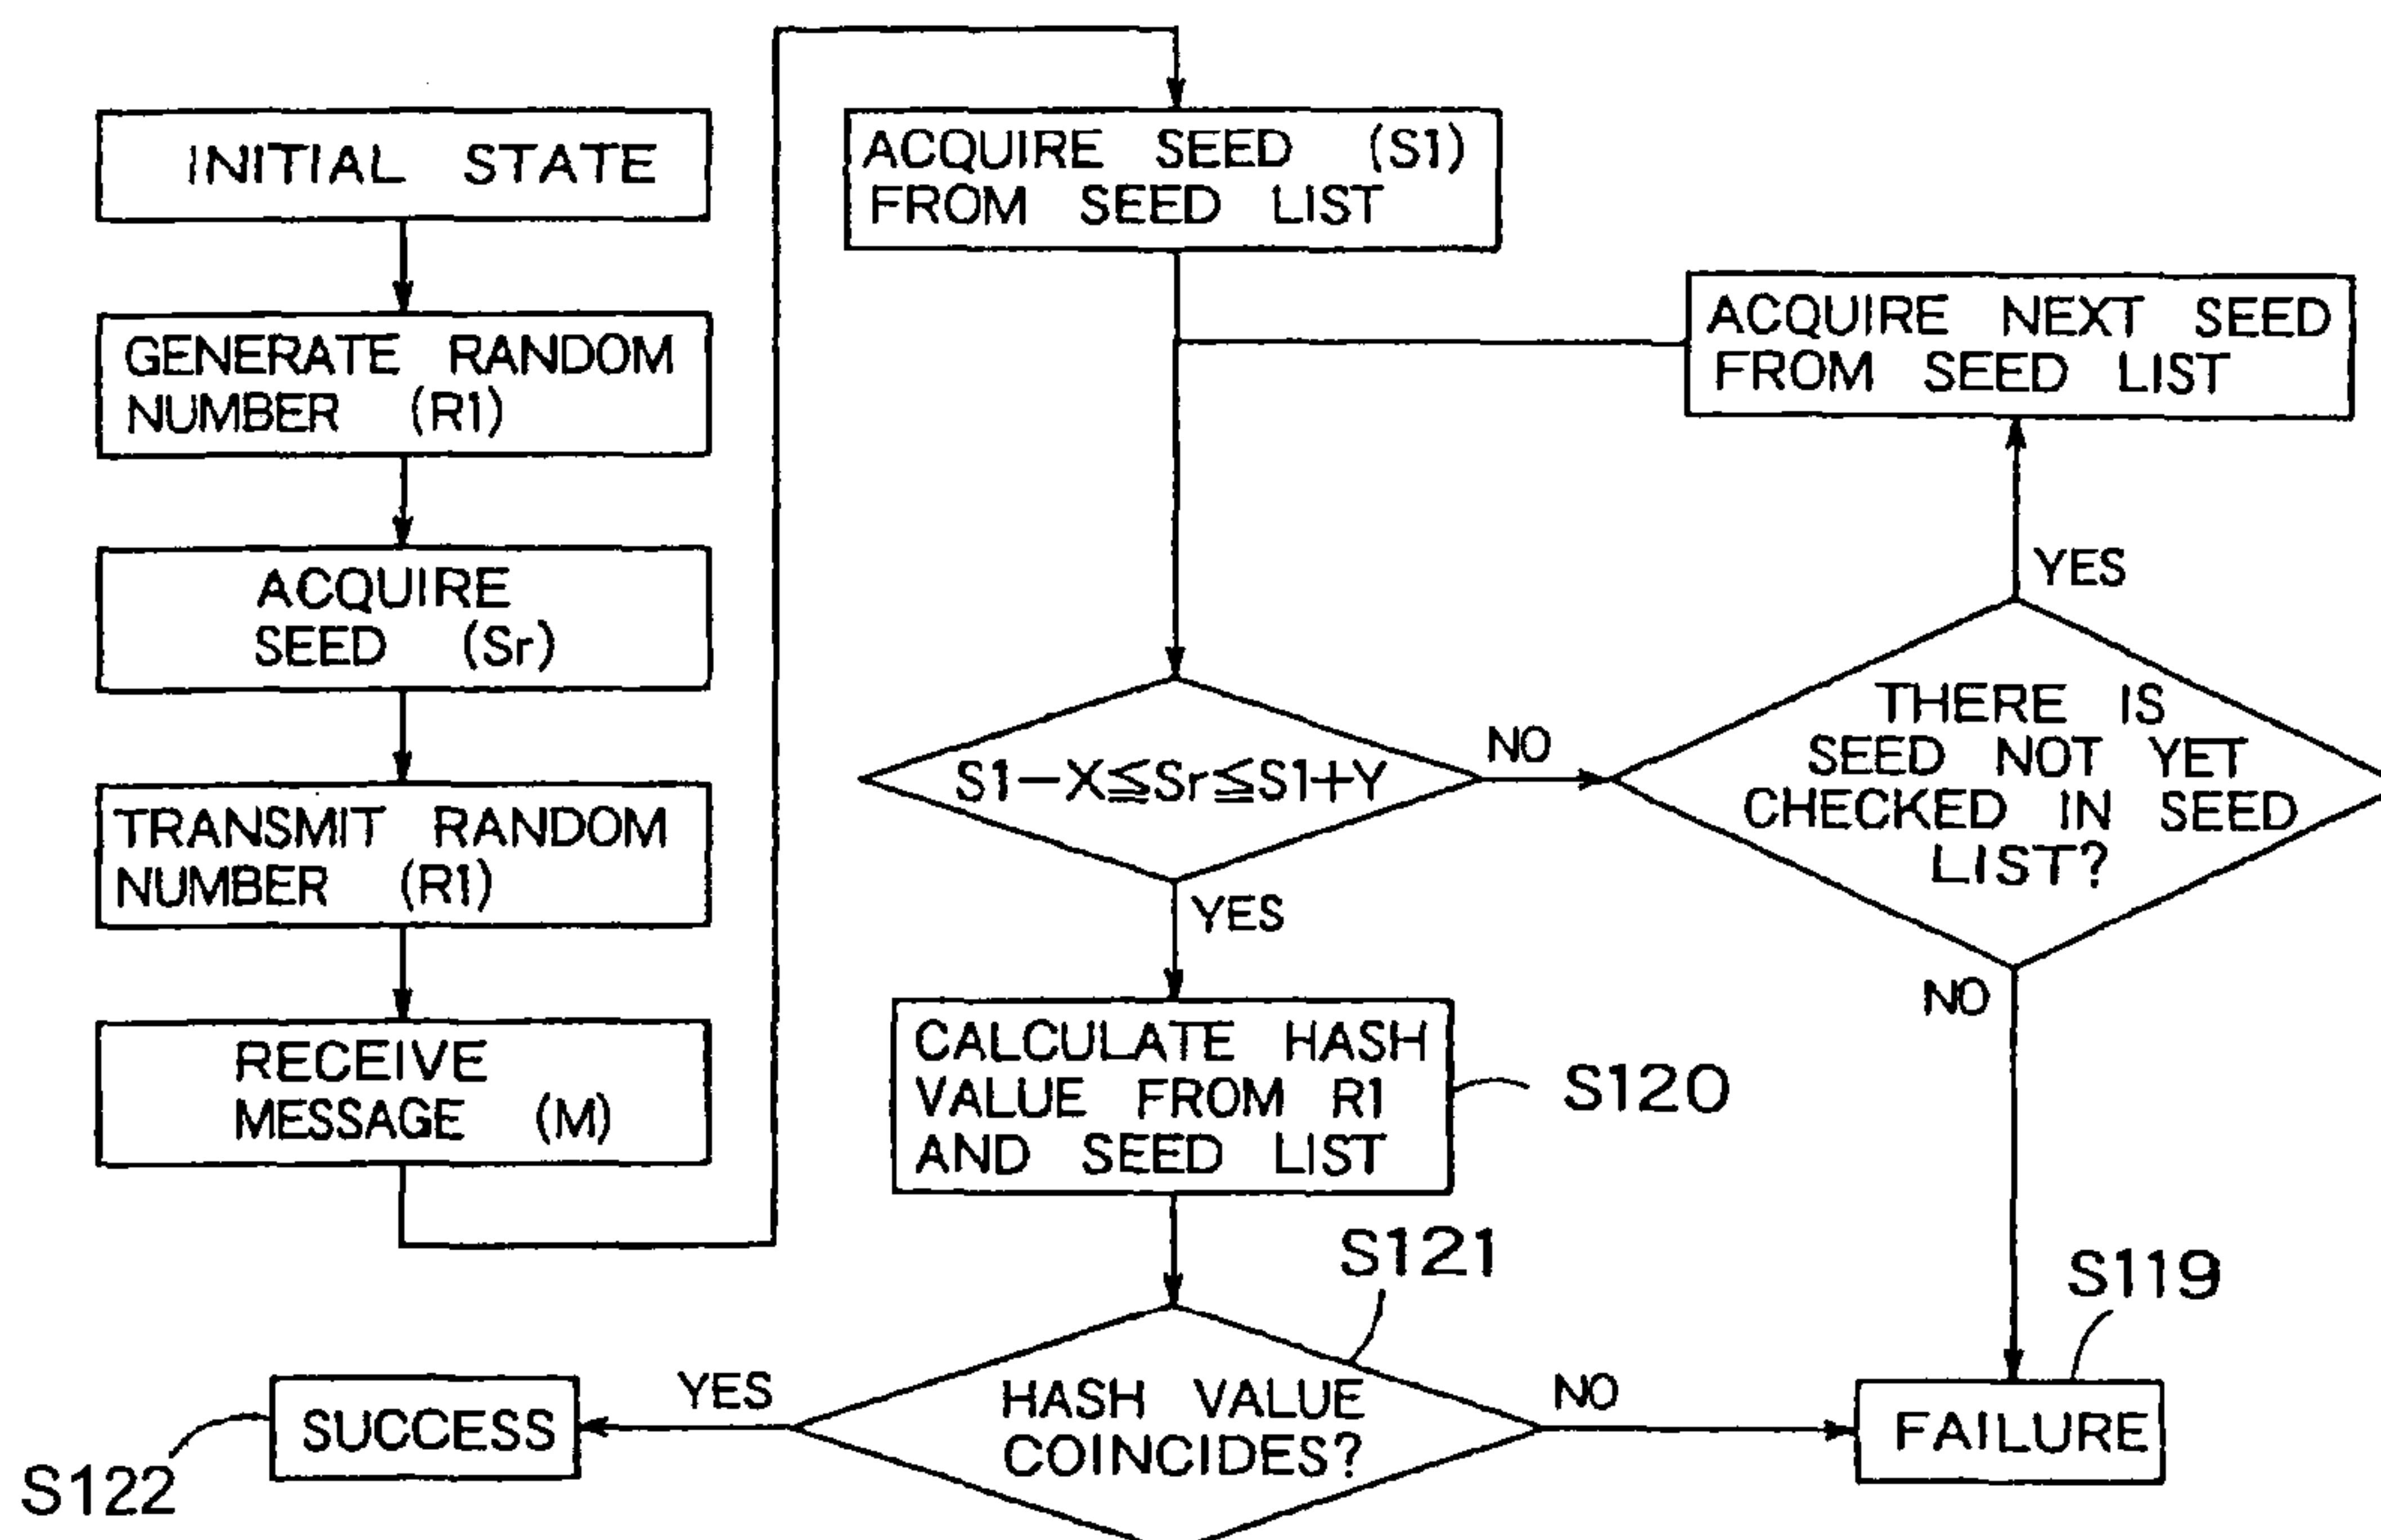 INITIAL STATE
GENERATE RANDOM
NUMBER (R1)
ACQUIRE
SEED (Sr)
TRANSMIT RANDOM
NUMBER (R1)
RECEIVE
MESSAGE (M)
ACQUIRE SEED (S1)
FROM SEED LIST
ACQUIRE NEXT SEED
FROM SEED LIST
YES
S1−X≦Sr≦S1+Y
NO
THERE IS
SEED NOT YET
CHECKED IN SEED
LIST?
YES
NO
CALCULATE HASH
VALUE FROM R1
AND SEED LIST
S120
S121
S119
HASH VALUE
COINCIDES?
YES
NO
SUCCESS
FAILURE
S122